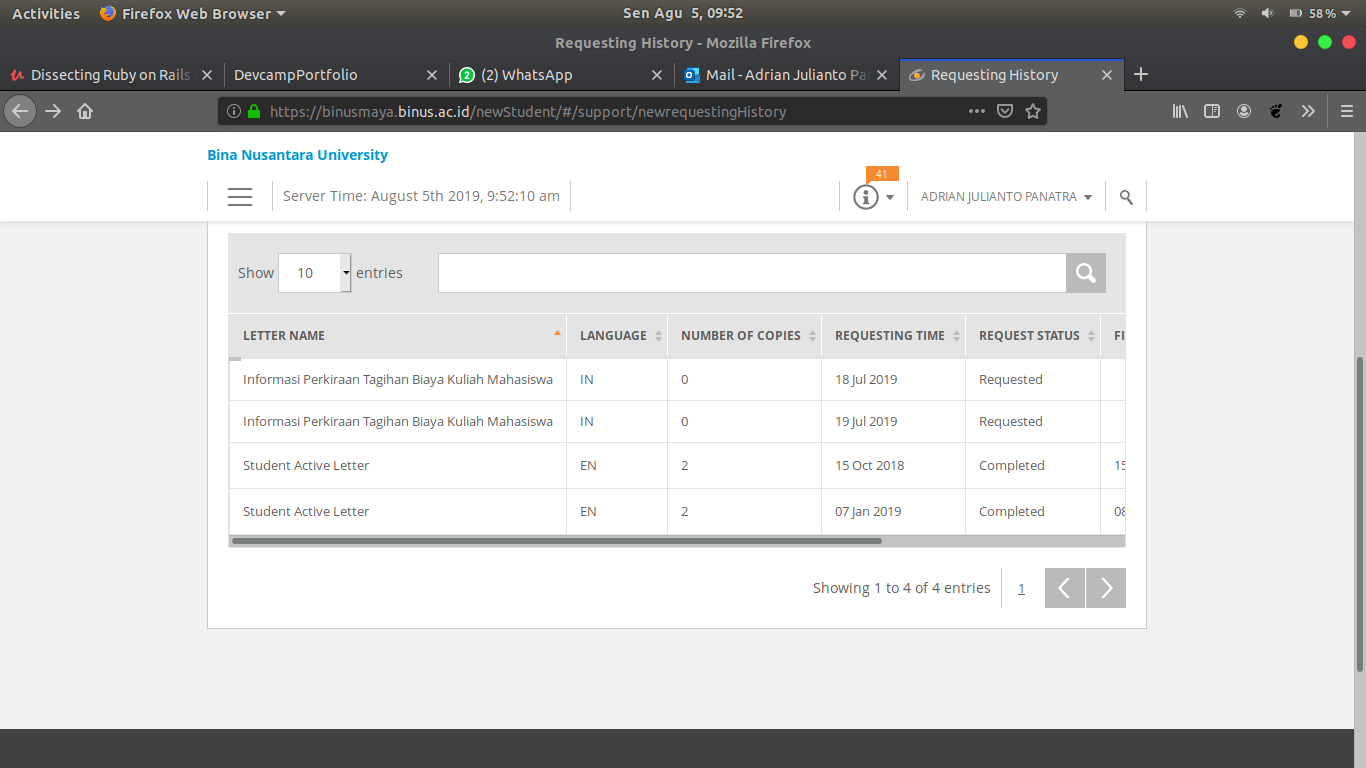 Activities Firefox Web Browser Sen Agu 5, 09:52 58%
Requesting History - Mozilla Firefox
Dissecting Ruby on Rails DevcampPortfolio (2) WhatsApp Mail - Adrian Julianto Pa Requesting History
https://binusmaya.binus.ac.id/newStudent/#/support/newrequestingHistory
Bina Nusantara University
41
Server Time: August 5th 2019, 9:52:10 am ADRIAN JULIANTO PANATRA
Show 10 entries
LETTER NAME LANGUAGE NUMBER OF COPIES REQUESTING TIME REQUEST STATUS FI
Informasi Perkiraan Tagihan Biaya Kuliah Mahasiswa IN 0 18 Jul 2019 Requested
Informasi Perkiraan Tagihan Biaya Kuliah Mahasiswa IN 0 19 Jul 2019 Requested
Student Active Letter EN 2 15 Oct 2018 Completed 15
Student Active Letter EN 2 07 Jan 2019 Completed 08
Showing 1 to 4 of 4 entries 1